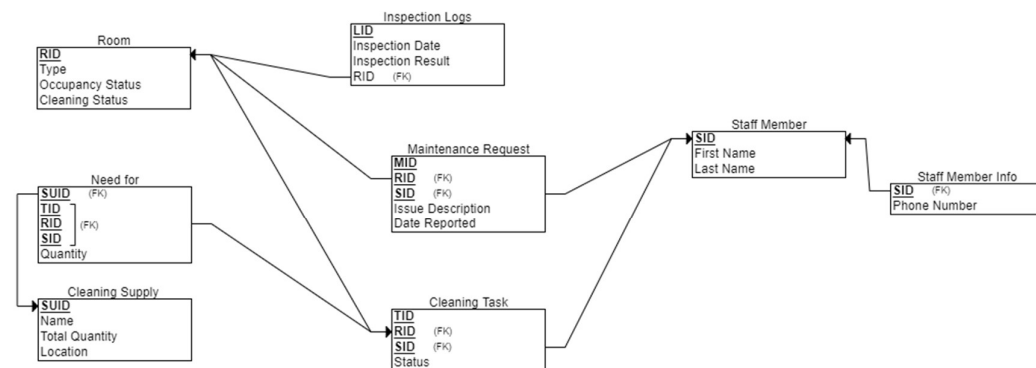 Inspection Logs
LID
Inspection Date
Inspection Result
RID (FK)
Room
RID
Type
Occupancy Status
Cleaning Status
Staff Member
SID
First Name
Last Name
Maintenance Request
MID
RID (FK)
SID (FK)
Issue Description
Date Reported
Staff Member Info
SID (FK)
Phone Number
Need for
SUID (FK)
TID
RID (FK)
SID
Quantity
Cleaning Supply
SUID
Name
Total Quantity
Location
Cleaning Task
TID
RID (FK)
SID (FK)
Status